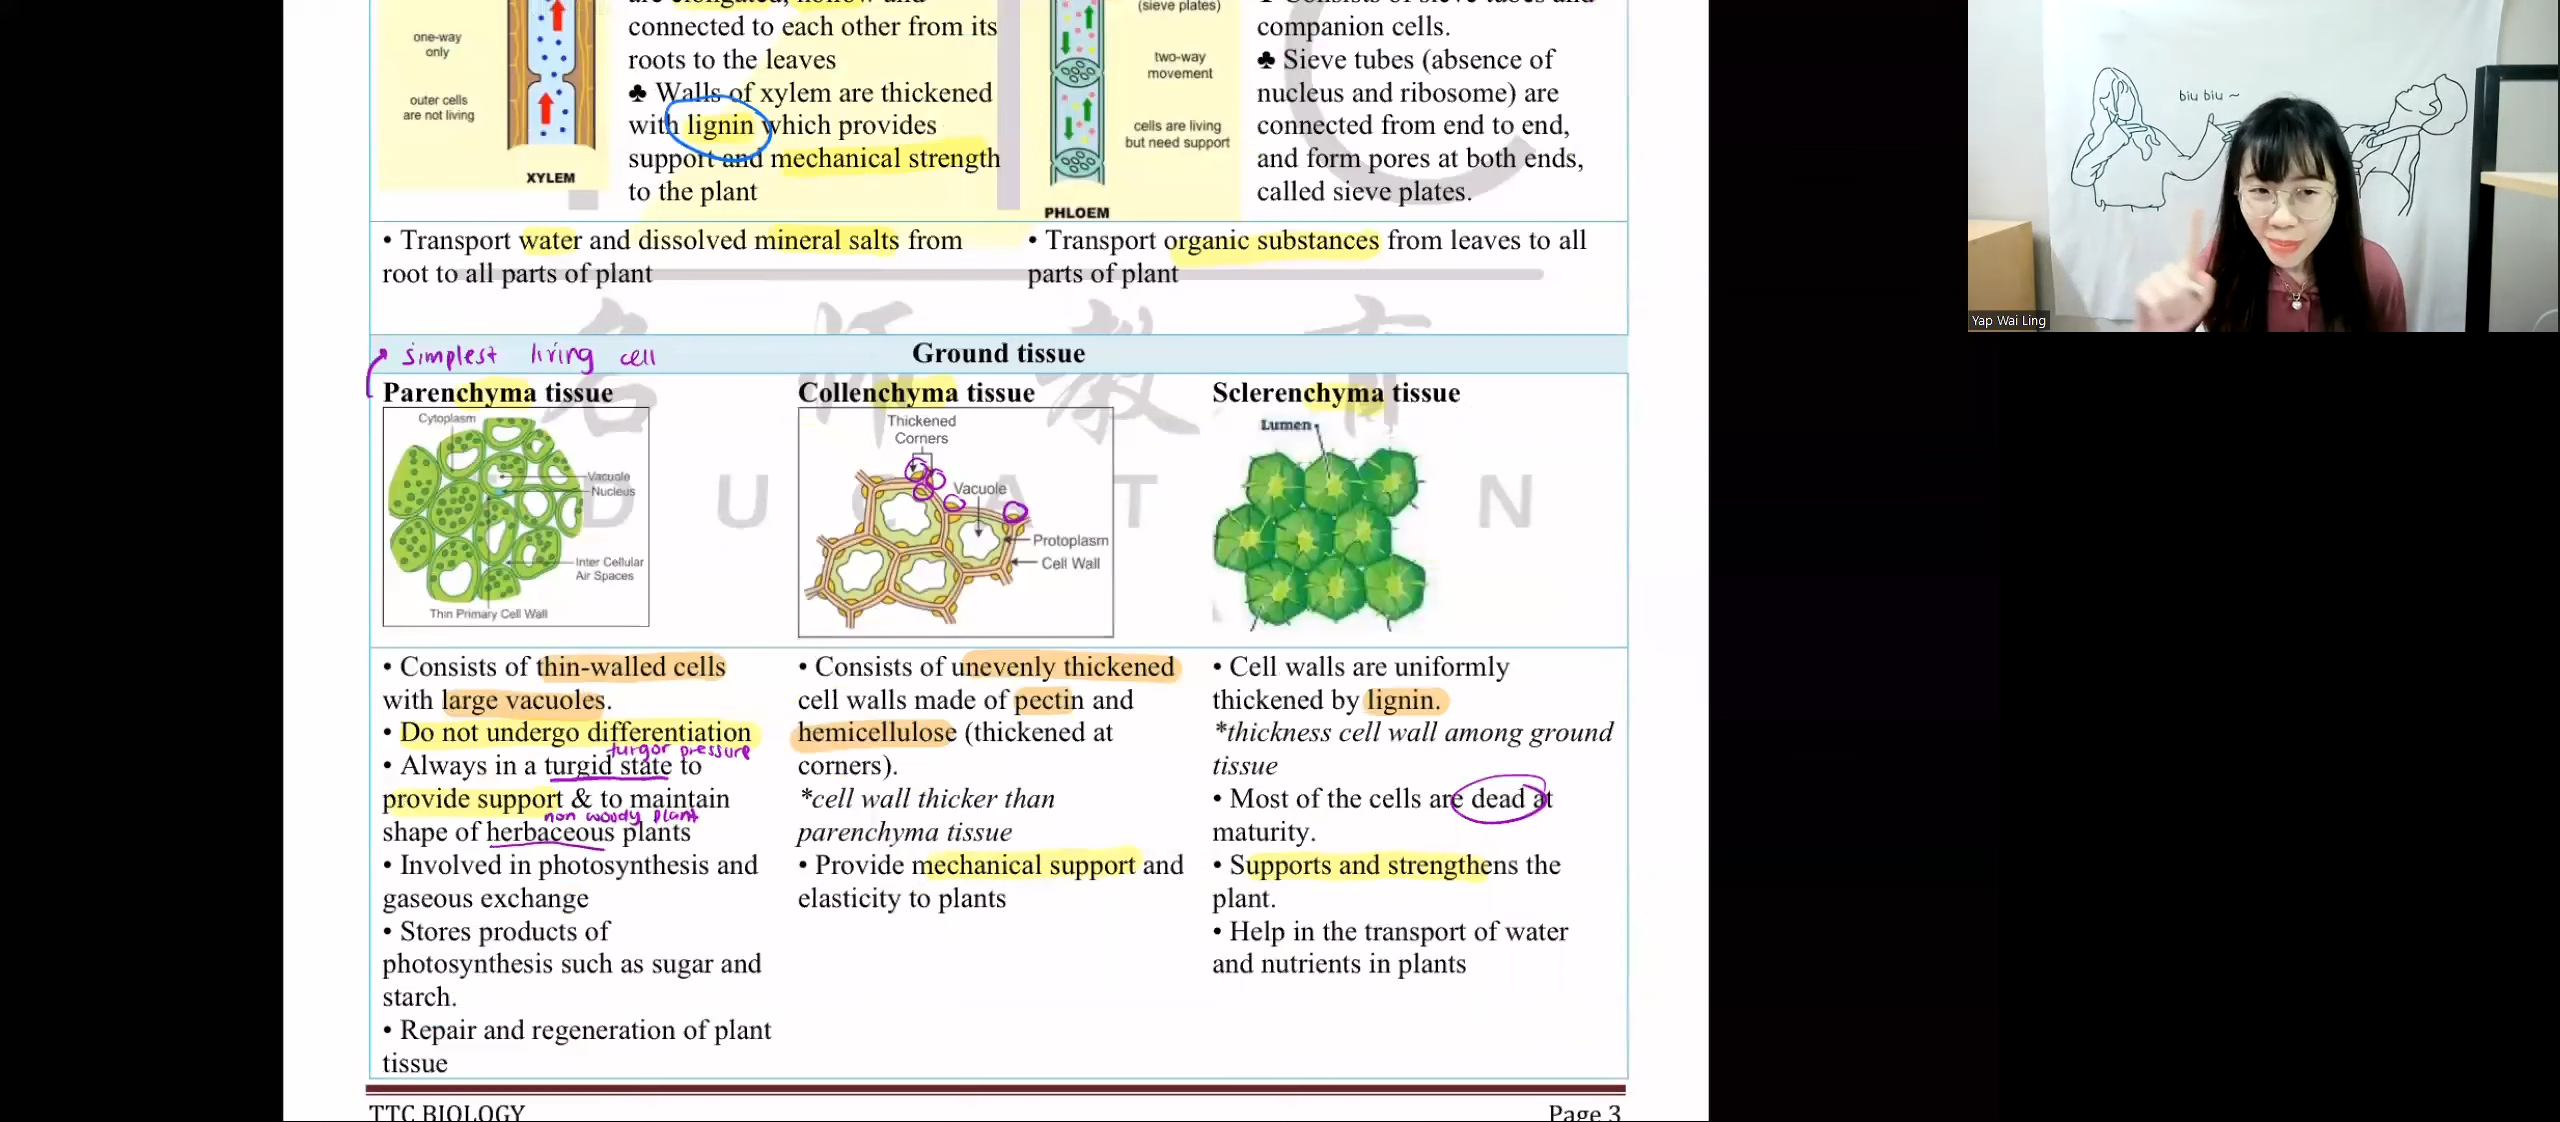 one-way
only
outer cells
are not living
XYLEM
connected to each other from its
roots to the leaves
♣ Walls of xylem are thickened
with lignin which provides
support and mechanical strength
to the plant
(sieve plates)
two-way
movement
cells are living
but need support
PHLOEM
companion cells.
♣ Sieve tubes (absence of
nucleus and ribosome) are
connected from end to end,
and form pores at both ends,
called sieve plates.
• Transport water and dissolved mineral salts from
root to all parts of plant
• Transport organic substances from leaves to all
parts of plant
simplest living cell
Ground tissue
Parenchyma tissue
Cytoplasm
Vacuole
Nucleus
Inter Cellular
Air Spaces
Thin Primary Cell Wall
Collenchyma tissue
Thickened
Corners
Vacuole
Protoplasm
Cell Wall
Sclerenchyma tissue
Lumen
名师教育
DUCAT N
• Consists of thin-walled cells
with large vacuoles.
• Do not undergo differentiation
turgor pressure
• Always in a turgid state to
provide support & to maintain
non woody plant
shape of herbaceous plants
• Involved in photosynthesis and
gaseous exchange
• Stores products of
photosynthesis such as sugar and
starch.
• Repair and regeneration of plant
tissue
• Consists of unevenly thickened
cell walls made of pectin and
hemicellulose (thickened at
corners).
*cell wall thicker than
parenchyma tissue
• Provide mechanical support and
elasticity to plants
• Cell walls are uniformly
thickened by lignin.
*thickness cell wall among ground
tissue
• Most of the cells are dead at
maturity.
• Supports and strengthens the
plant.
• Help in the transport of water
and nutrients in plants
TTC BIOLOGY
Page 3
biu biu ~
Yap Wai Ling